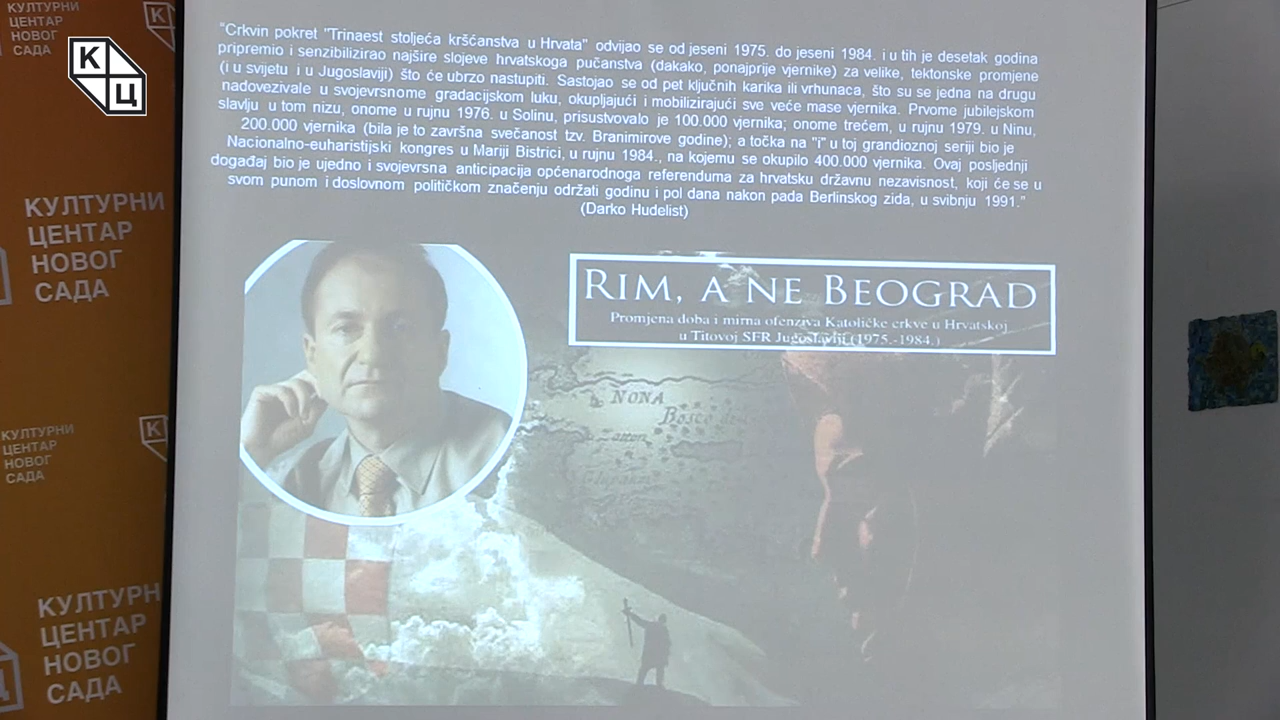 КУЛТУРНИ
ЦЕНТАР
НОВОГ
САДА
К
Ц
“Crkvin pokret "Trinaest stoljeća kršćanstva u Hrvata" odvijao se od jeseni 1975. do jeseni 1984. i u tih je desetak godina
pripremio i senzibilizirao najšire slojeve hrvatskoga pučanstva (dakako, ponajprije vjernike) za velike, tektonske promjene
(i u svijetu i u Jugoslaviji) što će ubrzo nastupiti. Sastojao se od pet ključnih karika ili vrhunaca, što su se jedna na drugu
nadovezivale u svojevrsnome gradacijskom luku, okupljajući i mobilizirajući sve veće mase vjernika. Prvome jubilejskom
slavlju u tom nizu, onome u rujnu 1976. u Solinu, prisustvovalo je 100.000 vjernika; onome trećem, u rujnu 1979. u Ninu,
200.000 vjernika (bila je to završna svečanost tzv. Branimirove godine); a točka na "i" u toj grandioznoj seriji bio je
Nacionalno-euharistijski kongres u Mariji Bistrici, u rujnu 1984., na kojemu se okupilo 400.000 vjernika. Ovaj posljednji
događaj bio je ujedno i svojevrsna anticipacija općenarodnoga referenduma za hrvatsku državnu nezavisnost, koji će se u
svom punom i doslovnom političkom značenju održati godinu i pol dana nakon pada Berlinskog zida, u svibnju 1991.”
(Darko Hudelist)
КУЛТУРНИ
ЦЕНТАР
НОВОГ
САДА
RIM, A NE BEOGRAD
Promjena doba i mirna ofenziva Katoličke crkve u Hrvatskoj
u Titovoj SFR Jugoslaviji (1975.-1984.)
NONA
Zatton
КУЛТУРНИ
ЦЕНТАР
НОВОГ
САДА
К
КУЛТУРН
ЦЕНТАР
НОВОГ
САДА
Ц